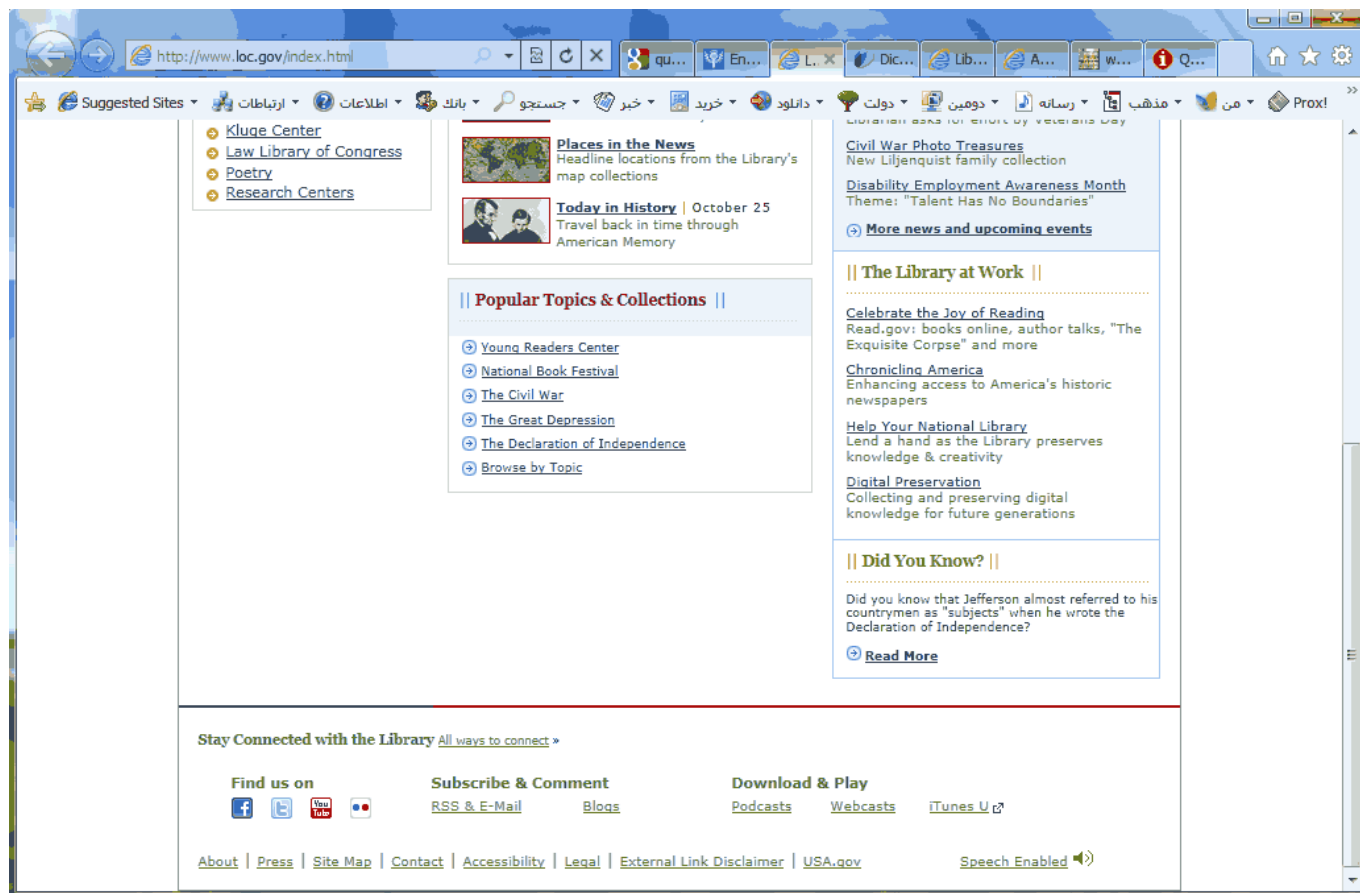 http://www.loc.gov/index.html
qu...
En...
L...
Dic...
Lib...
A...
w...
Q...
Suggested Sites
ارتباطات
اطلاعات
بانك
جستجو
خبر
خرید
دانلود
دولت
دومین
رسانه
مذهب
من
Prox!
Kluge Center
Law Library of Congress
Poetry
Research Centers
Places in the News
Headline locations from the Library's
map collections
Today in History | October 25
Travel back in time through
American Memory
|| Popular Topics & Collections ||
Young Readers Center
National Book Festival
The Civil War
The Great Depression
The Declaration of Independence
Browse by Topic
Librarian asks for effort by Veterans Day
Civil War Photo Treasures
New Liljenquist family collection
Disability Employment Awareness Month
Theme: "Talent Has No Boundaries"
More news and upcoming events
|| The Library at Work ||
Celebrate the Joy of Reading
Read.gov: books online, author talks, "The
Exquisite Corpse" and more
Chronicling America
Enhancing access to America's historic
newspapers
Help Your National Library
Lend a hand as the Library preserves
knowledge & creativity
Digital Preservation
Collecting and preserving digital
knowledge for future generations
|| Did You Know? ||
Did you know that Jefferson almost referred to his
countrymen as "subjects" when he wrote the
Declaration of Independence?
Read More
Stay Connected with the Library All ways to connect »
Find us on
Subscribe & Comment
Download & Play
You Tube
RSS & E-Mail
Blogs
Podcasts
Webcasts
iTunes U
About | Press | Site Map | Contact | Accessibility | Legal | External Link Disclaimer | USA.gov
Speech Enabled